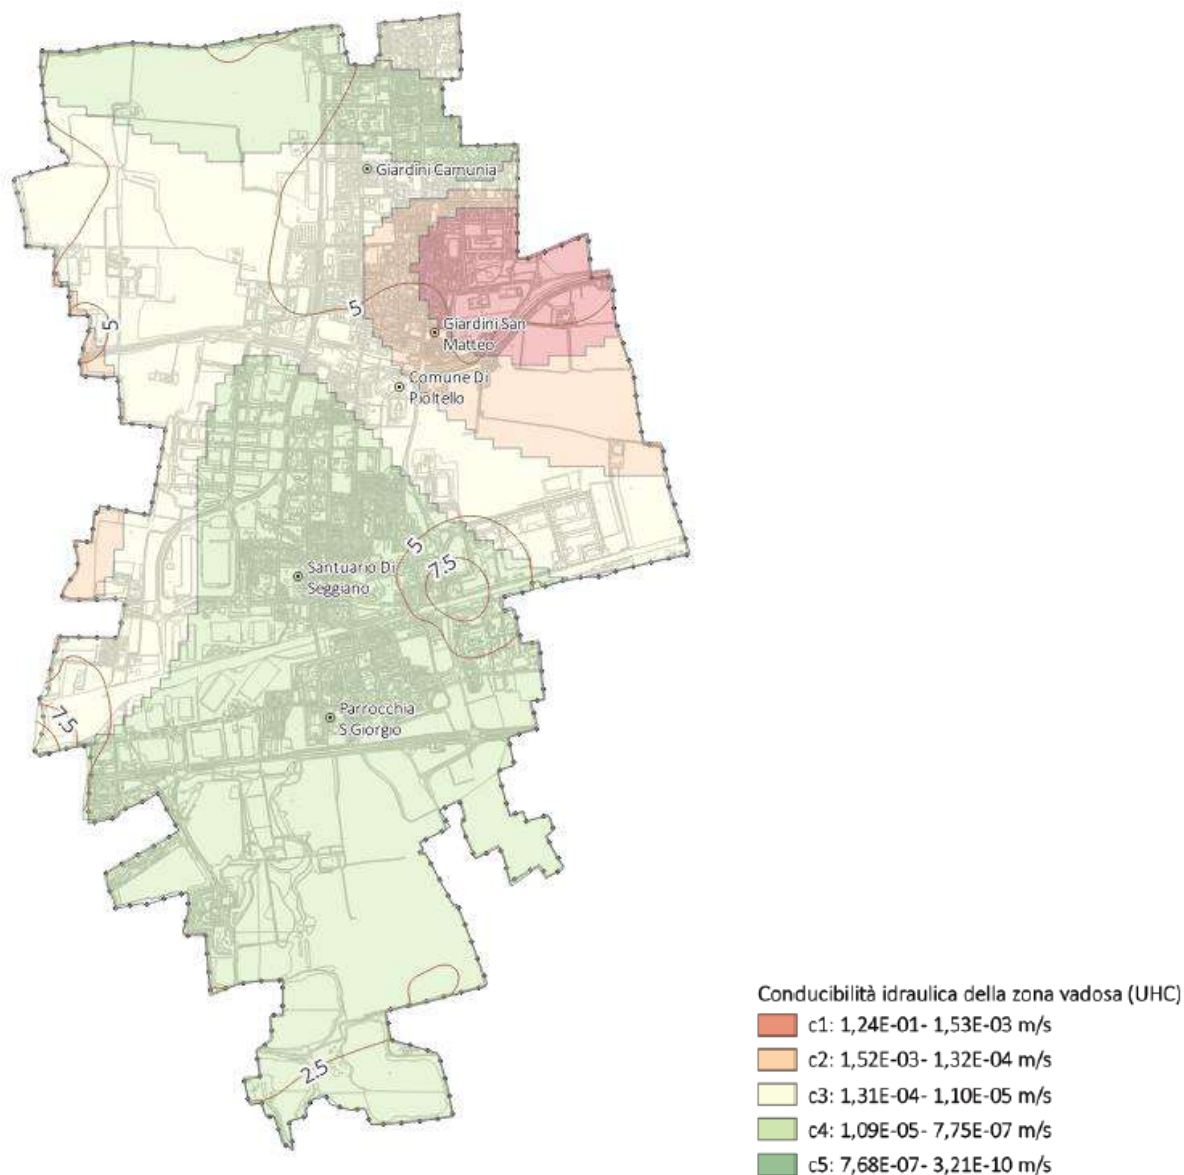 Giardini Camunia
5
5
Giardini San
Matteo
Comune Di
Pioltello
5
7.5
Santuario Di
Seggiano
7.5
Parrocchia
S Giorgio
2.5
Conducibilità idraulica della zona vadosa (UHC)
c1: 1,24E-01- 1,53E-03 m/s
c2: 1,52E-03- 1,32E-04 m/s
c3: 1,31E-04- 1,10E-05 m/s
c4: 1,09E-05- 7,75E-07 m/s
c5: 7,68E-07- 3,21E-10 m/s